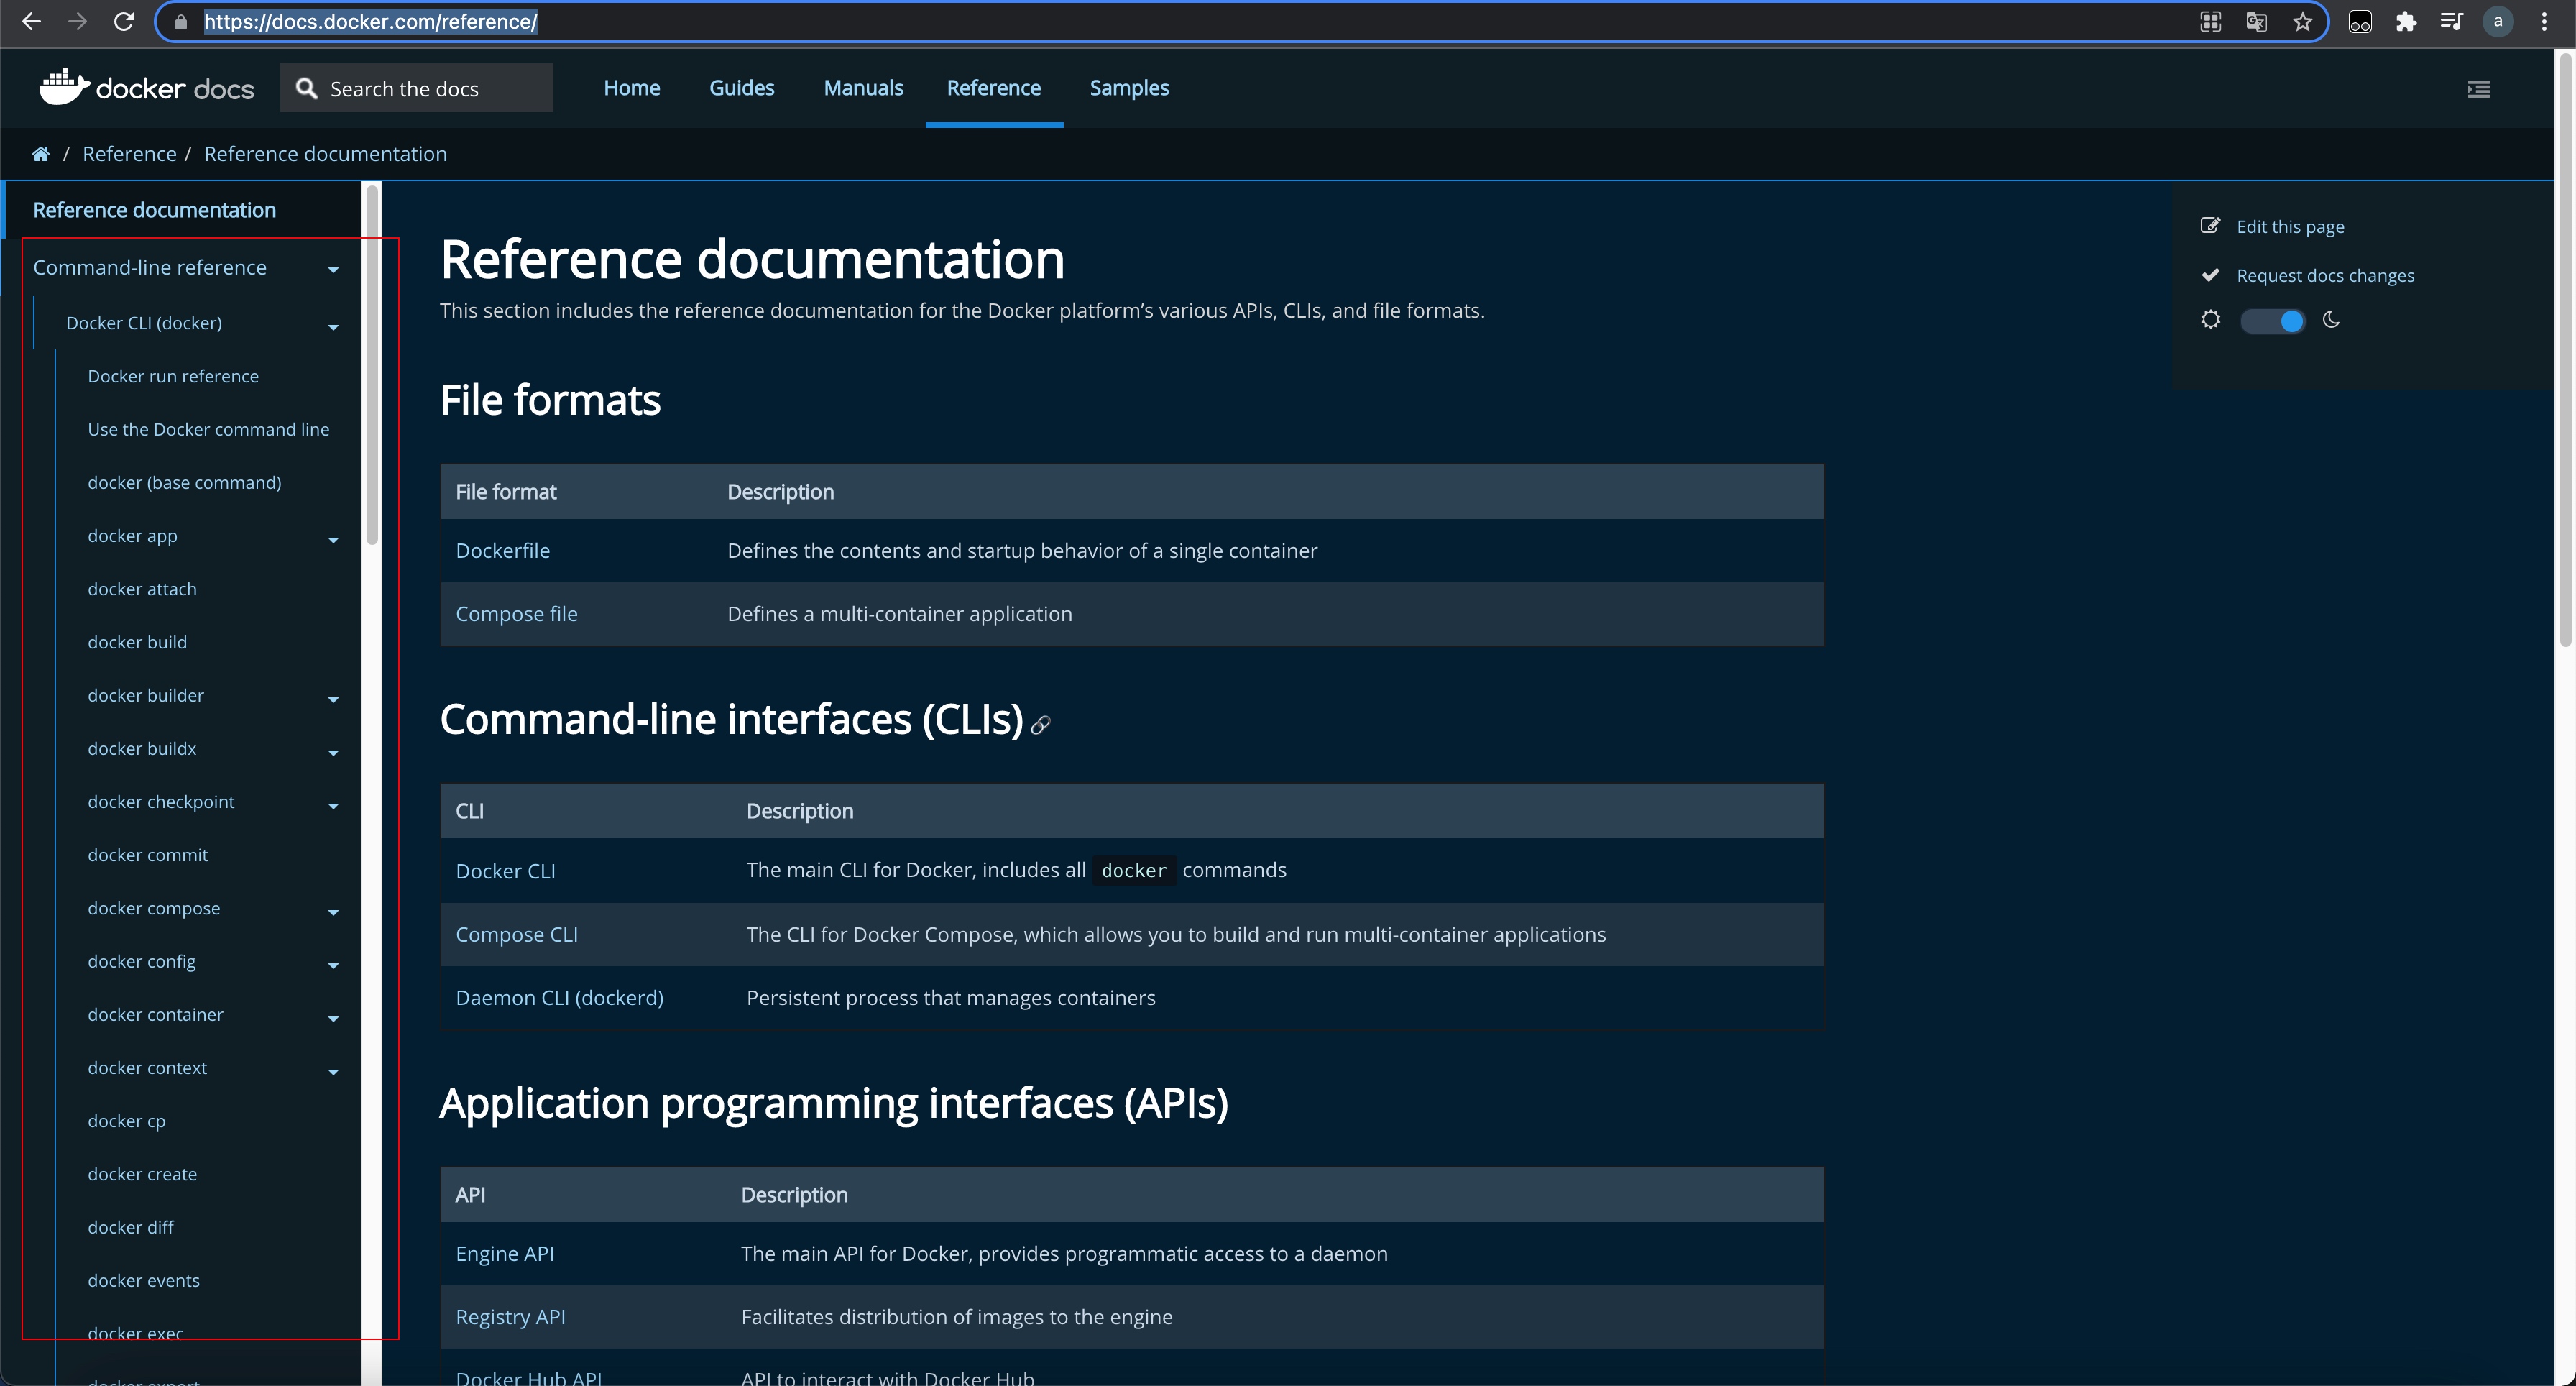 https://docs.docker.com/reference/
a
docker docs
Search the docs
Home
Guides
Manuals
Reference
Samples
/ Reference / Reference documentation
Reference documentation
Command-line reference
Docker CLI (docker)
Docker run reference
Use the Docker command line
docker (base command)
docker app
docker attach
docker build
docker builder
docker buildx
docker checkpoint
docker commit
docker compose
docker config
docker container
docker context
docker cp
docker create
docker diff
docker events
docker exec
docker export
Reference documentation
This section includes the reference documentation for the Docker platform’s various APIs, CLIs, and file formats.
File formats
File format Description
Dockerfile Defines the contents and startup behavior of a single container
Compose file Defines a multi-container application
Command-line interfaces (CLIs)
CLI Description
Docker CLI The main CLI for Docker, includes all docker commands
Compose CLI The CLI for Docker Compose, which allows you to build and run multi-container applications
Daemon CLI (dockerd) Persistent process that manages containers
Application programming interfaces (APIs)
API Description
Engine API The main API for Docker, provides programmatic access to a daemon
Registry API Facilitates distribution of images to the engine
Docker Hub API API to interact with Docker Hub
Edit this page
Request docs changes